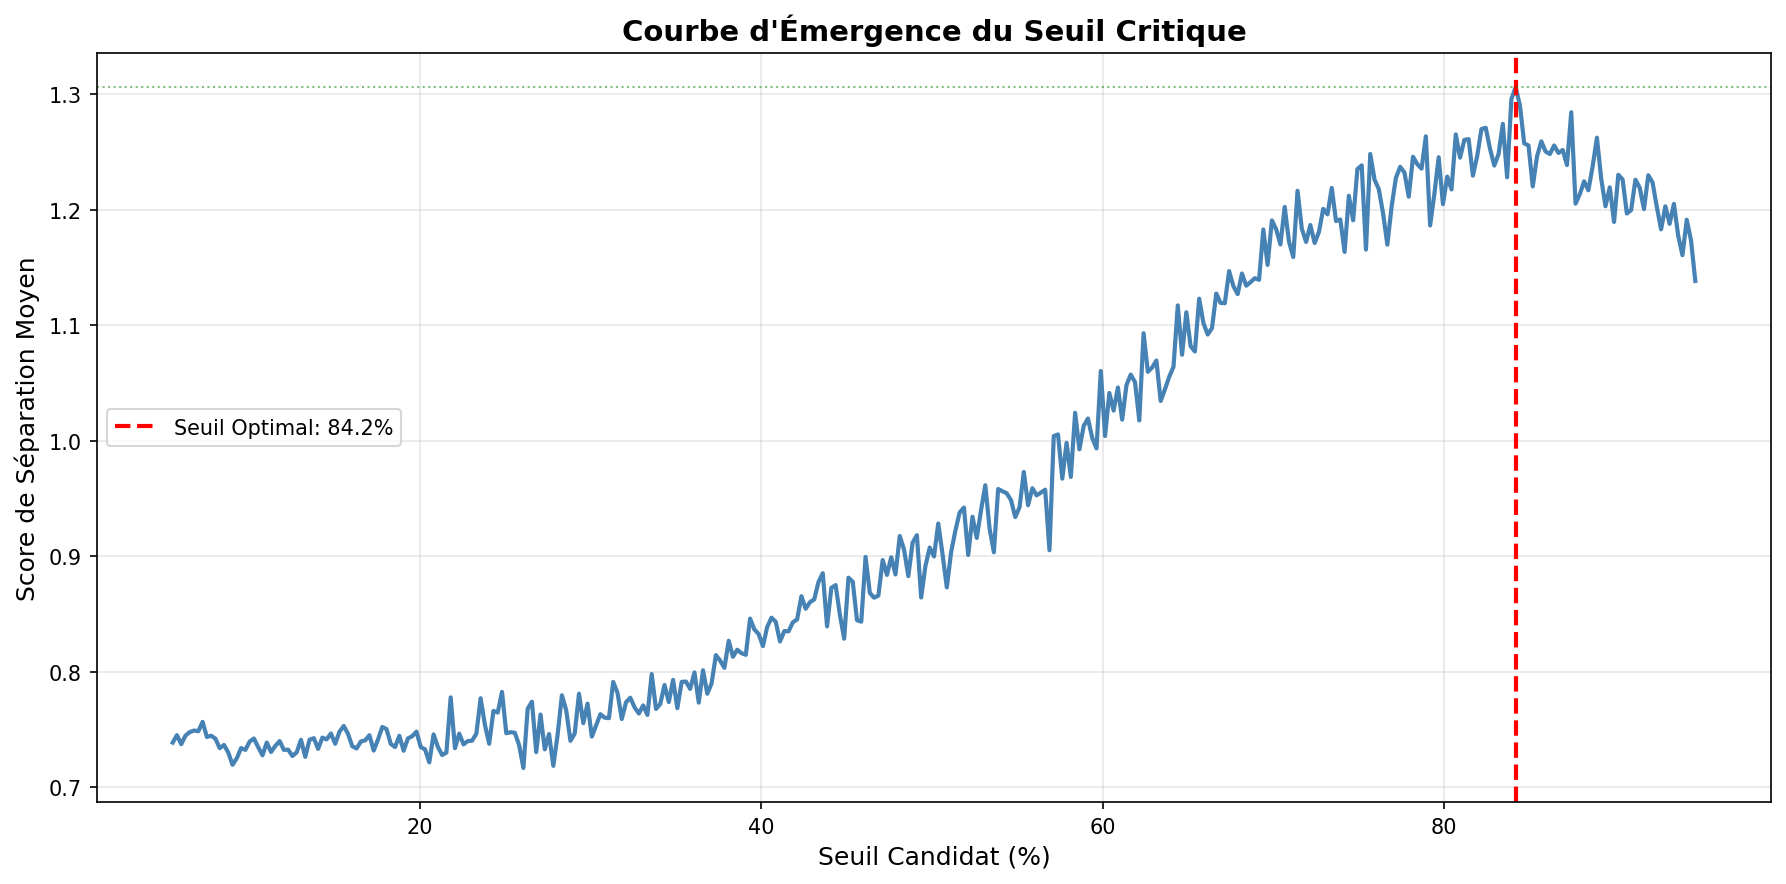 Courbe d'Émergence du Seuil Critique
1.3
1.2
1.1
1.0
0.9
0.8
0.7
Score de Séparation Moyen
Seuil Optimal: 84.2%
20 40 60 80
Seuil Candidat (%)